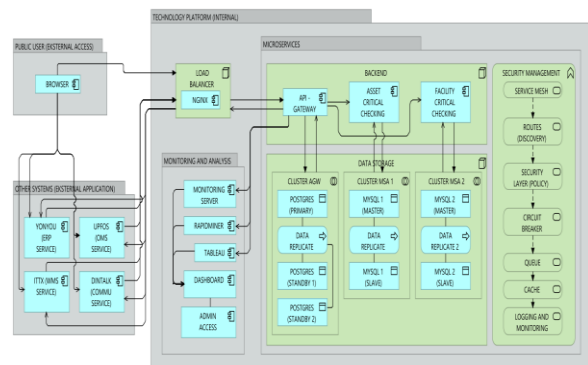 TECHNOLOGY PLATFORM (INTERNAL)
PUBLIC USER (EKSTERNAL ACCESS)
BROWSER
LOAD
BALANCER
NGINX
MICROSERVICES
BACKEND
API -
GATEWAY
ASSET
CRITICAL
CHECKING
FACILITY
CRITICAL
CHECKING
SECURITY MANAGEMENT
SERVICE MESH
ROUTES
(DISCOVERY)
SECURITY
LAYER (POLICY)
CIRCUIT
BREAKER
QUEUE
CACHE
LOGGING AND
MONITORING
OTHER SYSTEMS (EKSTERNAL APPLICATION)
YONYOU
(ERP
SERVICE)
UPFOS
(OMS
SERVICE)
ITTX (WMS
SERVICE)
DINTALK
(COMMU
SERVICE)
MONITORING AND ANALYSIS
MONITORING
SERVER
RAPIDMINER
TABLEAU
DASHBOARD
ADMIN
ACCESS
DATA STORAGE
CLUSTER AGW
POSTGRES
(PRIMARY)
DATA
REPLICATE
POSTGRES
(STANDBY 1)
POSTGRES
(STANDBY 2)
CLUSTER MSA 1
MYSQL 1
(MASTER)
DATA
REPLICATE
MYSQL 1
(SLAVE)
CLUSTER MSA 2
MYSQL 2
(MASTER)
DATA
REPLICATE 2
MYSQL 2
(SLAVE)